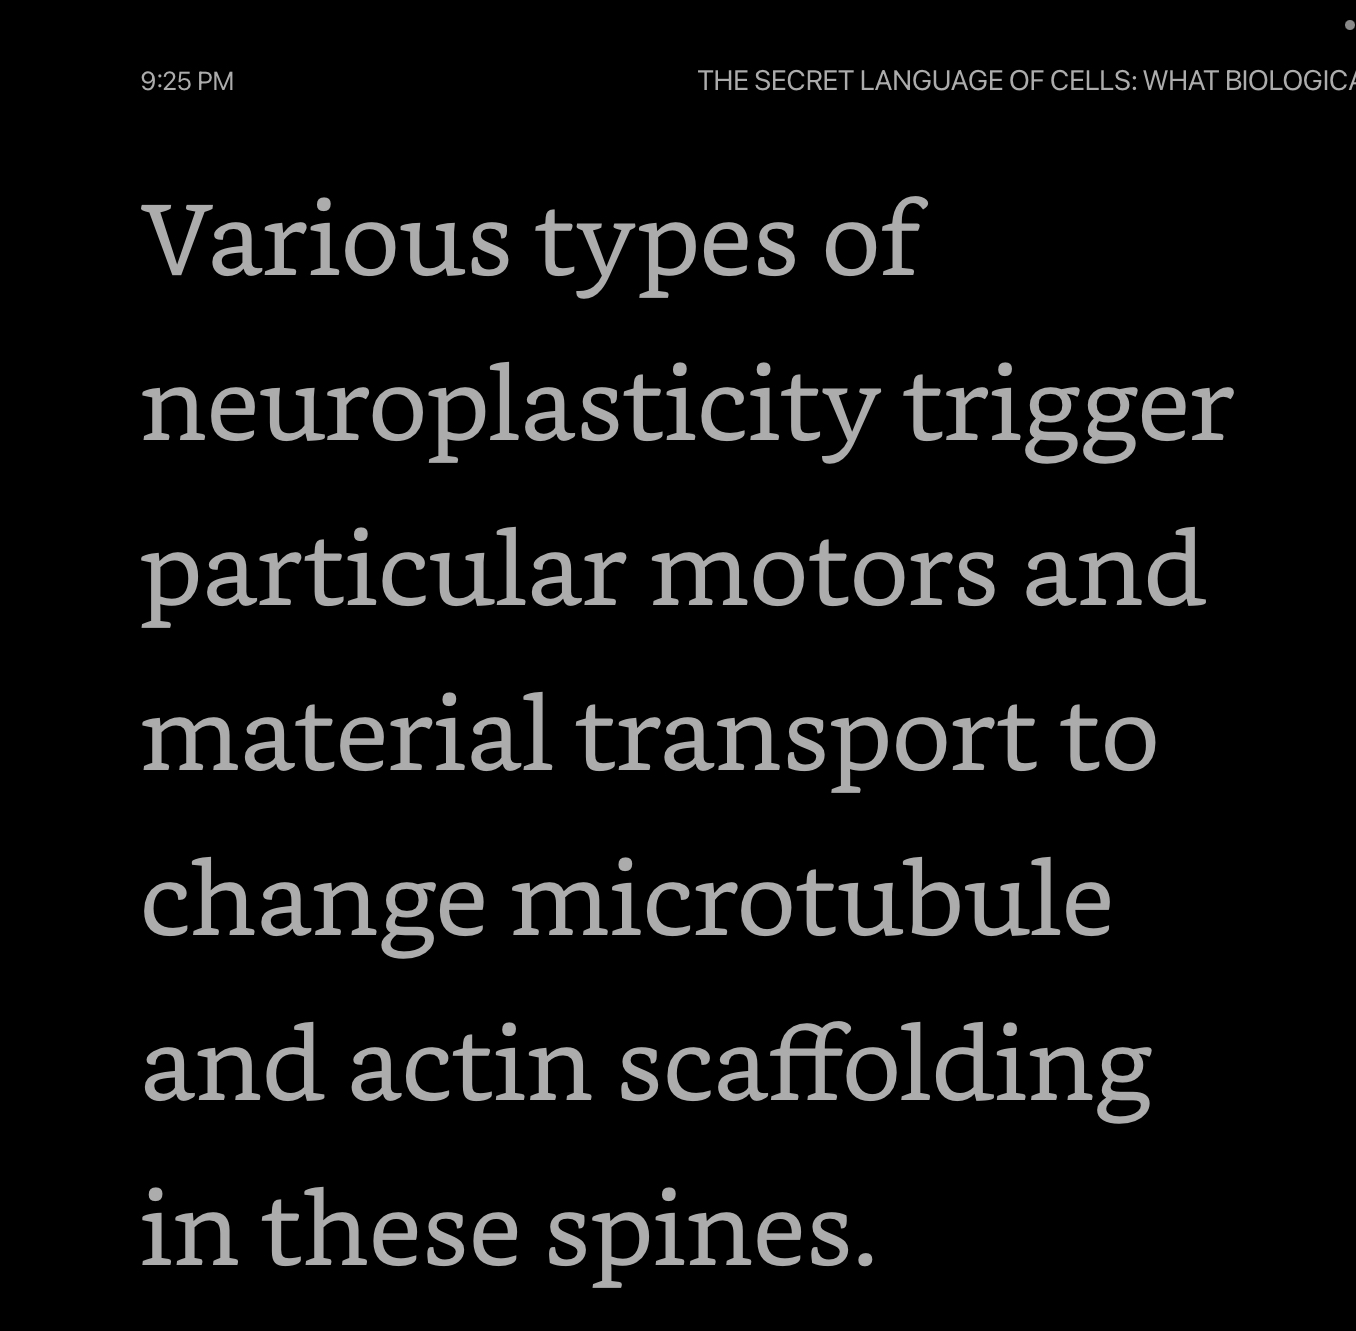 9:25 PM THE SECRET LANGUAGE OF CELLS: WHAT BIOLOGICA
Various types of
neuroplasticity trigger
particular motors and
material transport to
change microtubule
and actin scaffolding
in these spines.